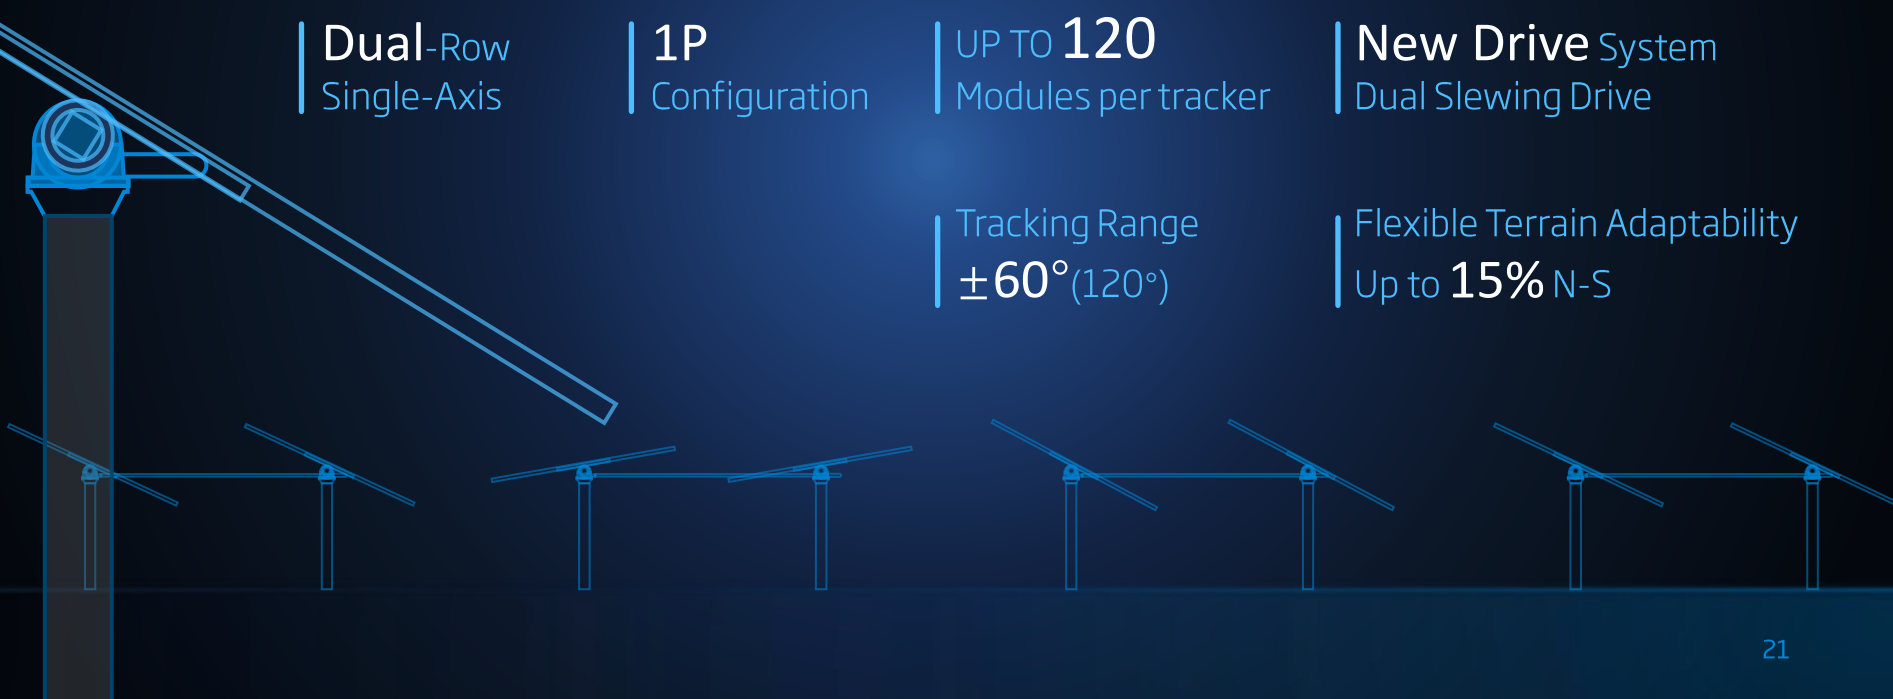 Dual-Row
Single-Axis
1P
Configuration
UP TO 120
Modules per tracker
New Drive System
Dual Slewing Drive
Tracking Range
±60°(120°)
Flexible Terrain Adaptability
Up to 15% N-S
21